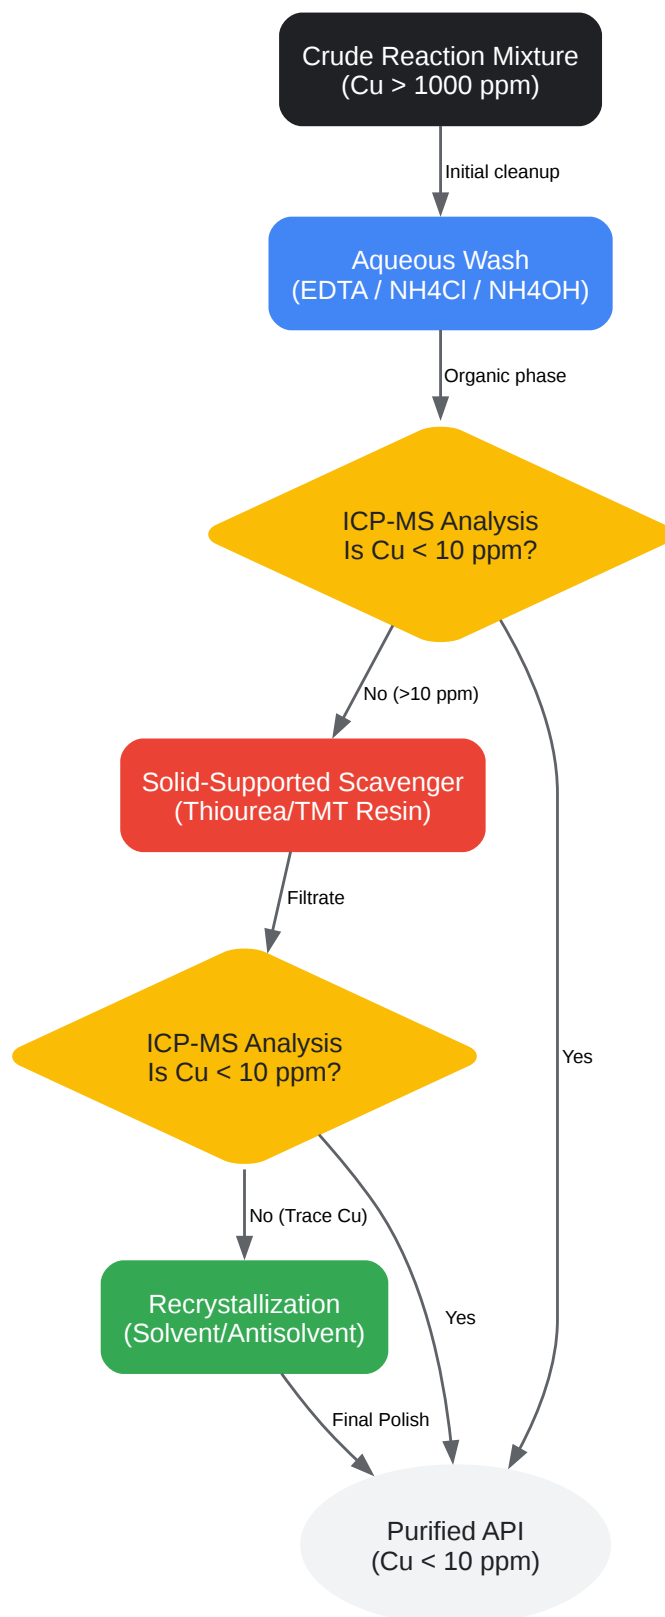 Crude Reaction Mixture
(Cu > 1000 ppm)
Initial cleanup
Aqueous Wash
(EDTA / NH4Cl / NH4OH)
Organic phase
ICP-MS Analysis
Is Cu < 10 ppm?
No (>10 ppm)
Solid-Supported Scavenger
(Thiourea/TMT Resin)
Filtrate
ICP-MS Analysis
Is Cu < 10 ppm?
Yes
No (Trace Cu)
Recrystallization
(Solvent/Antisolvent)
Yes
Final Polish
Purified API
(Cu < 10 ppm)